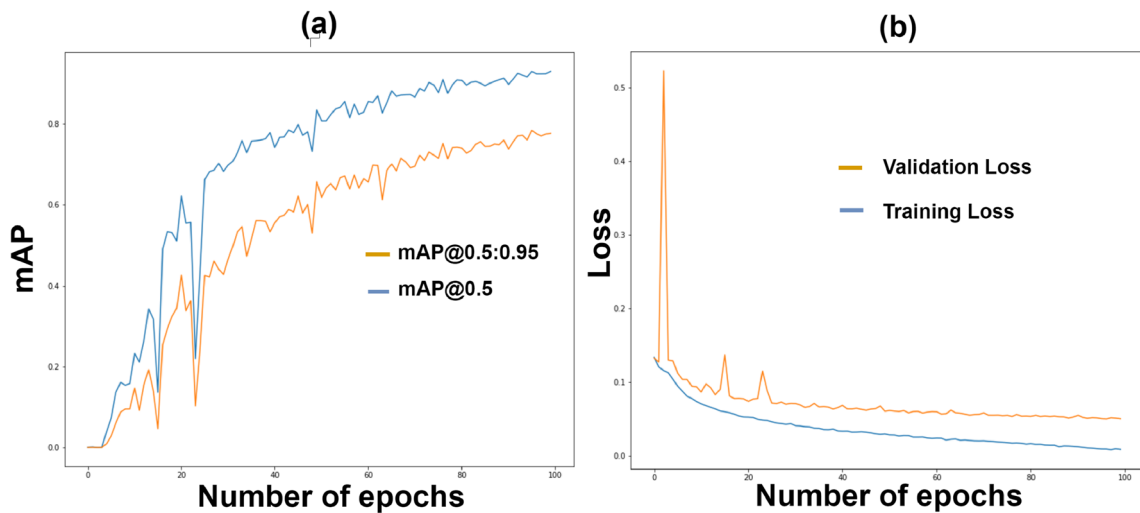 (a)
mAP
0.8
0.6
0.4
0.2
0.0
mAP@0.5:0.95
mAP@0.5
0 20 40 60 80 100
Number of epochs
(b)
Loss
0.5
0.4
0.3
0.2
0.1
0.0
Validation Loss
Training Loss
0 20 40 60 80 100
Number of epochs